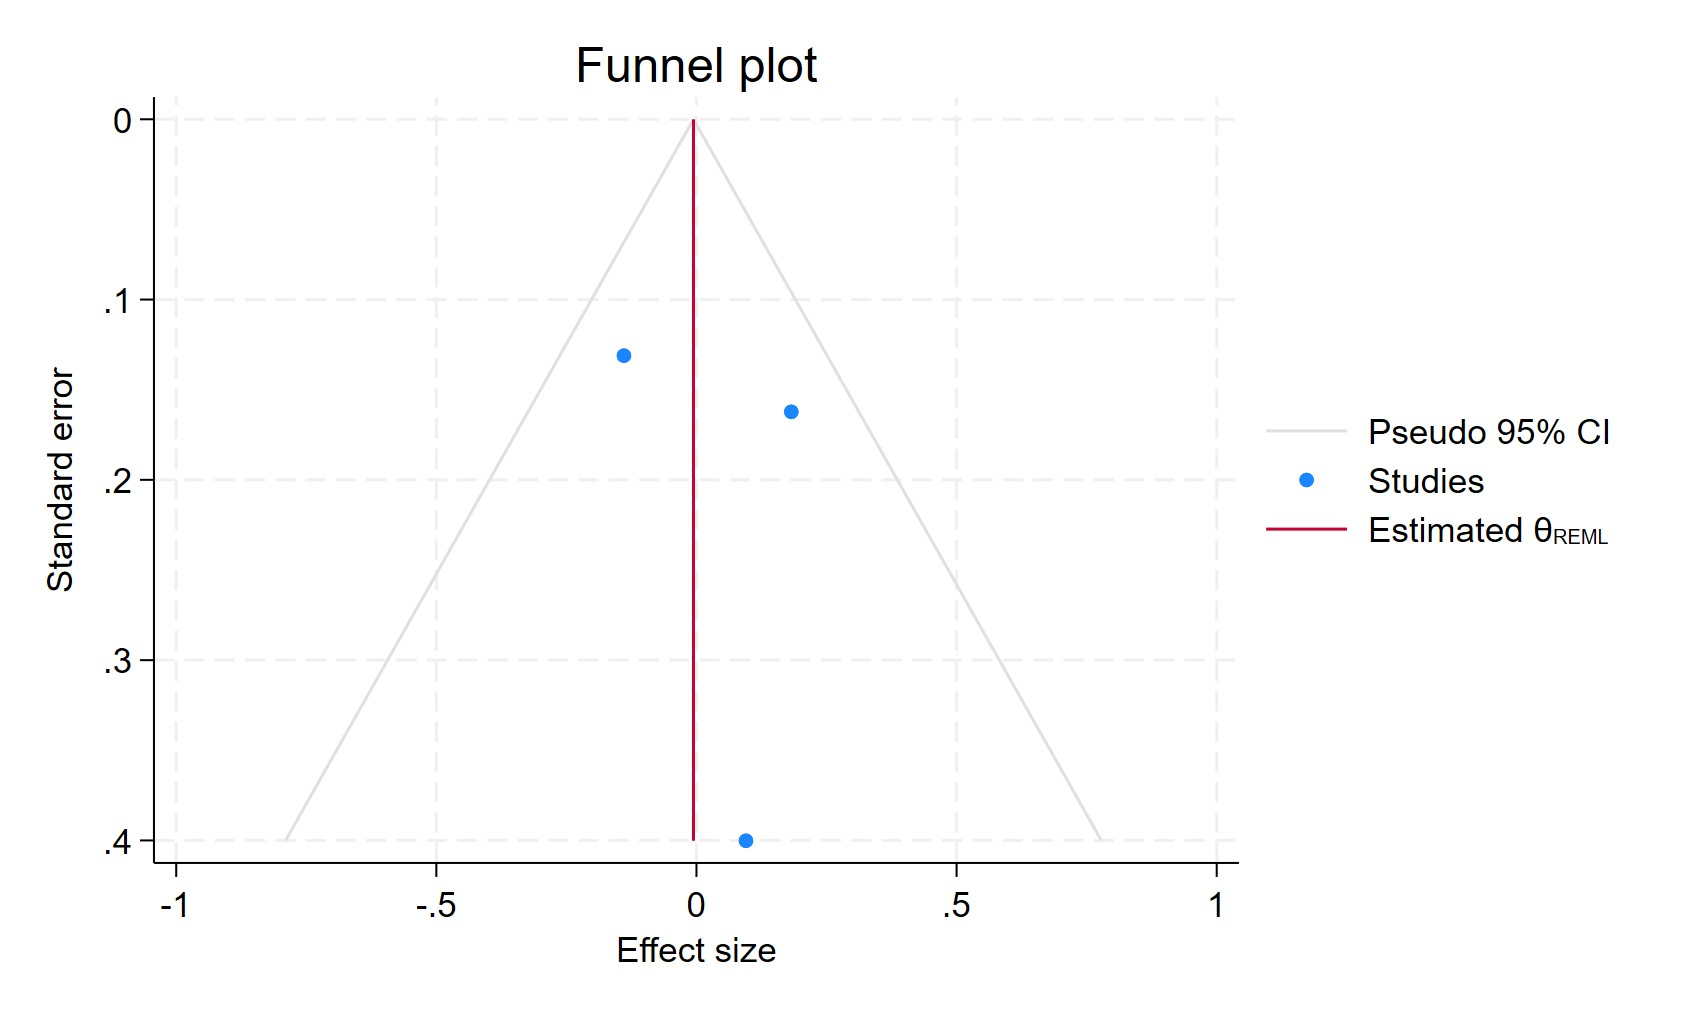 Funnel plot
0
.1
.2
.3
.4
Standard error
-1 -.5 0 .5 1
Effect size
Pseudo 95% CI
Studies
Estimated θREML